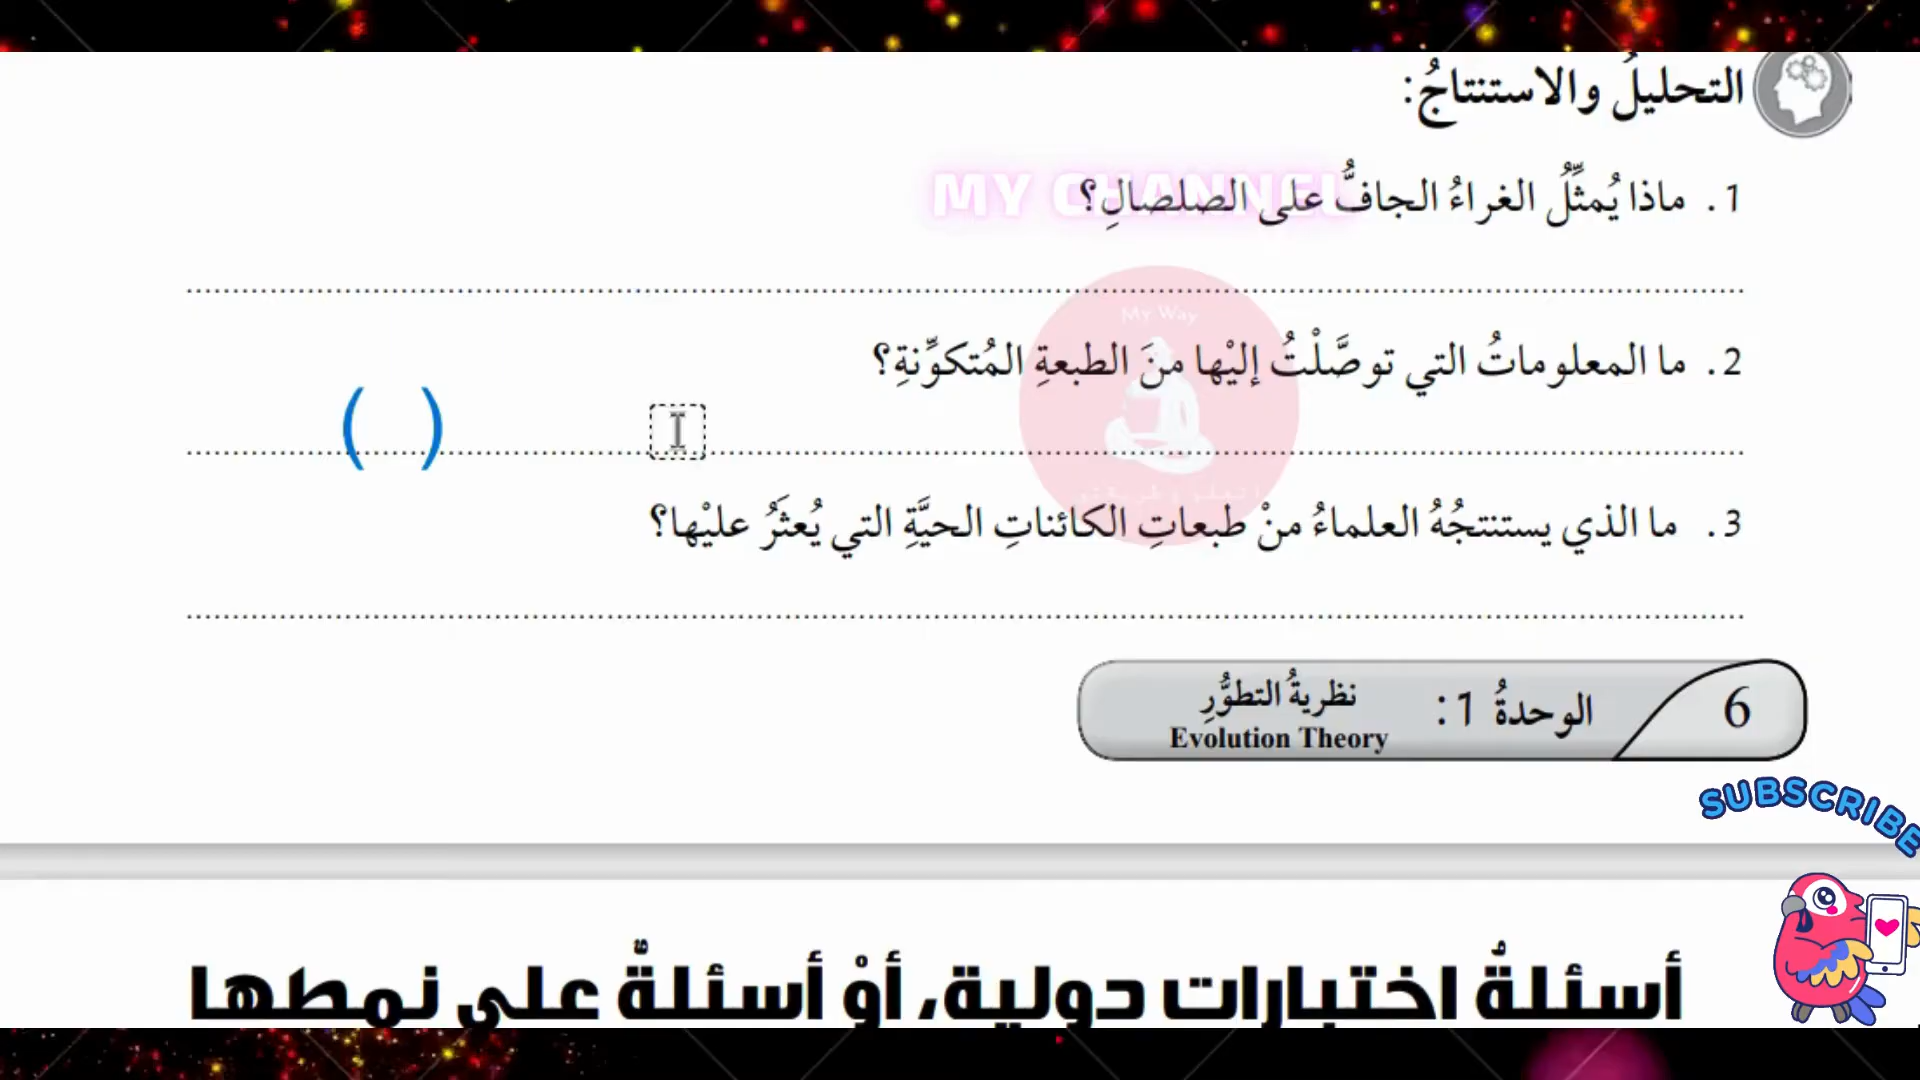 التحليلُ والاستنتاجُ:
1. ماذا يُمثِّلُ الغراءُ الجافُّ على الصلصالِ؟
MY CHANNEL
My Way
2. ما المعلوماتُ التي توصَّلْتُ إليْها منَ الطبعةِ المُتكوِّنةِ؟
( )
3. ما الذي يستنتجُهُ العلماءُ منْ طبعاتِ الكائناتِ الحيَّةِ التي يُعثَرُ عليْها؟
6 الوحدةُ 1: نظريةُ التطوُّرِ
Evolution Theory
SUBSCRIBE
أسئلةُ اختبارات دولية، أوْ أسئلةٌ على نمطها